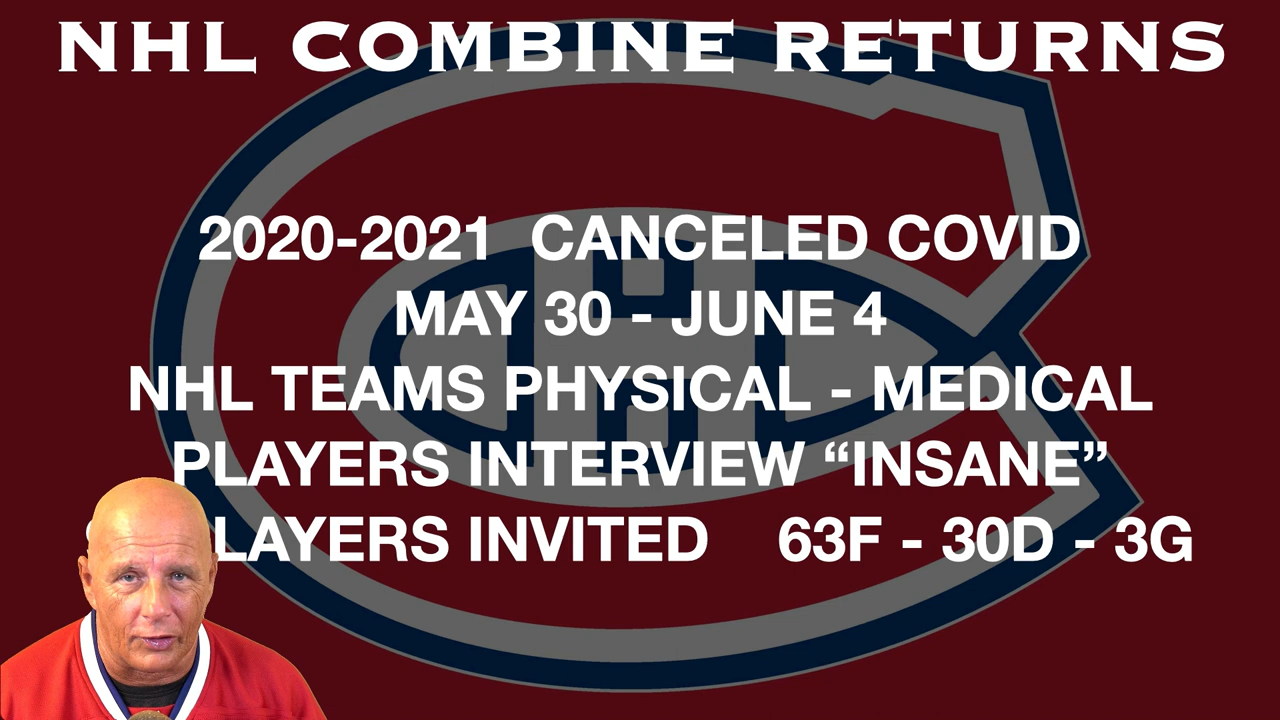 NHL COMBINE RETURNS
2020-2021 CANCELED COVID
MAY 30 - JUNE 4
NHL TEAMS PHYSICAL - MEDICAL
PLAYERS INTERVIEW “INSANE”
INVITED 63F - 30D - 3G